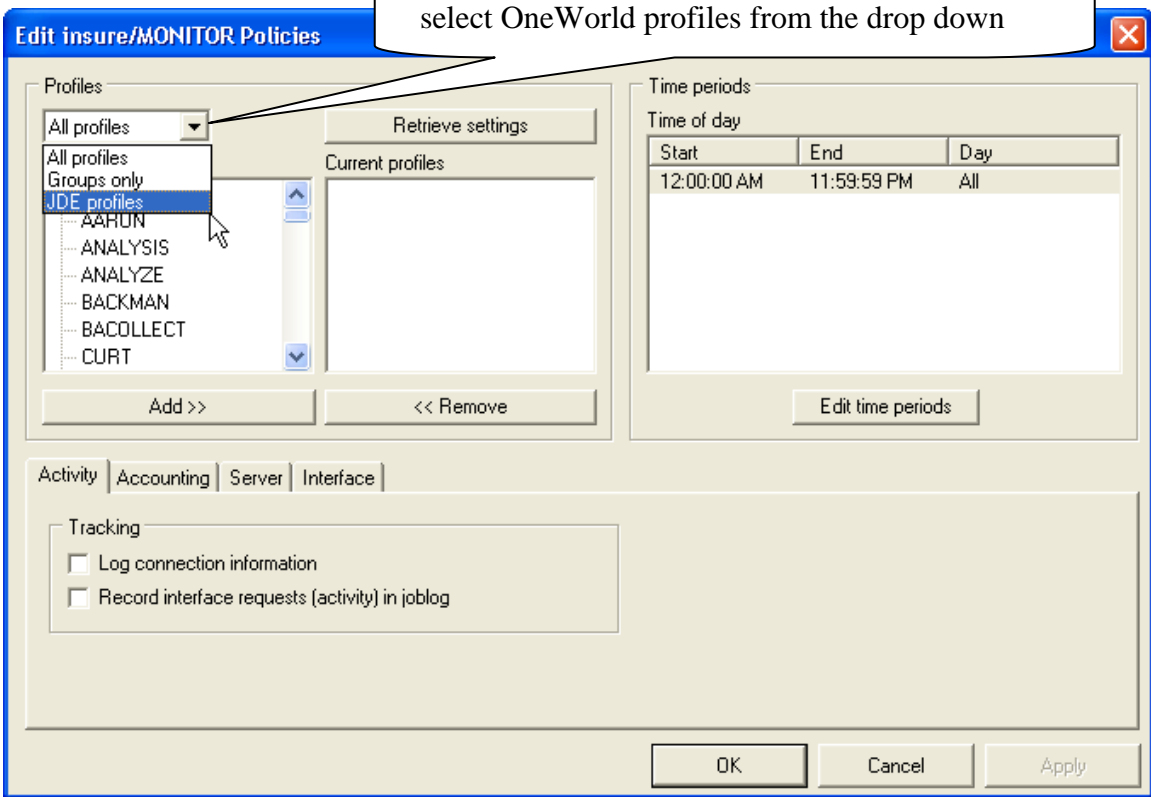 select OneWorld profiles from the drop down
Edit insure/MONITOR Policies
Profiles
All profiles
Retrieve settings
All profiles
Groups only
JDE profiles
Current profiles
AARON
ANALYSIS
ANALYZE
BACKMAN
BACOLLECT
CURT
Add >>
<< Remove
Time periods
Time of day
Start End Day
12:00:00 AM 11:59:59 PM All
Edit time periods
Activity Accounting Server Interface
Tracking
Log connection information
Record interface requests (activity) in joblog
OK Cancel Apply